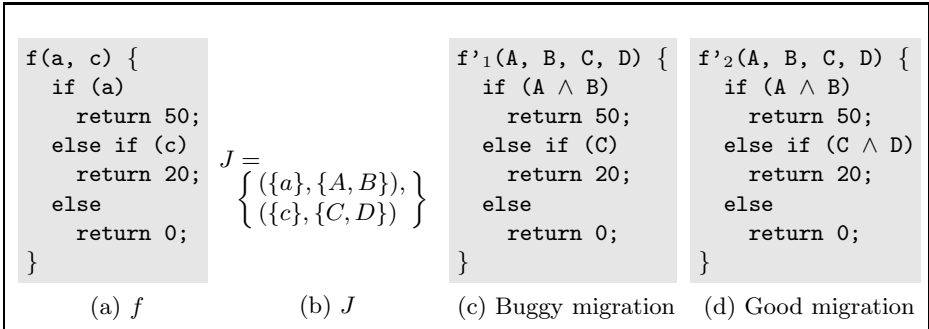 f(a, c) {
if (a)
return 50;
else if (c)
return 20;
else
return 0;
}
(a) f
J =
{ ({a}, {A, B}),
({c}, {C, D}) }
(b) J
f'₁(A, B, C, D) {
if (A ∧ B)
return 50;
else if (C)
return 20;
else
return 0;
}
(c) Buggy migration
f'₂(A, B, C, D) {
if (A ∧ B)
return 50;
else if (C ∧ D)
return 20;
else
return 0;
}
(d) Good migration